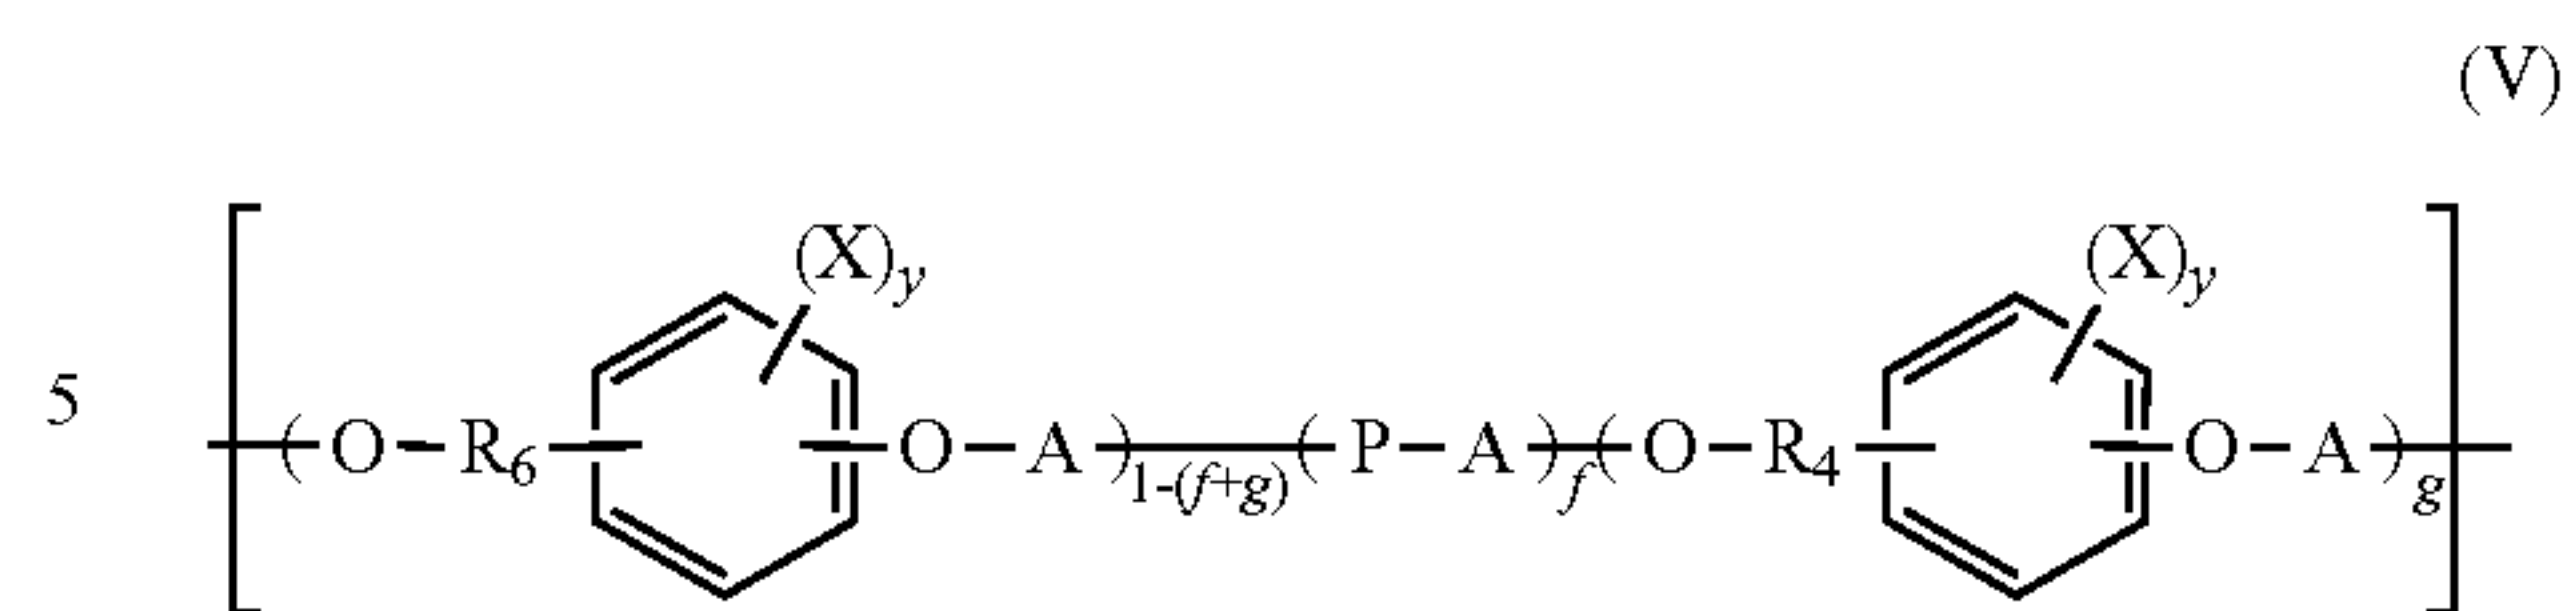 (V)
(X)y (X)y
5 [ ( O — R6 O — A )1-(f+g) ( P — A )f ( O — R4 O — A )g ]